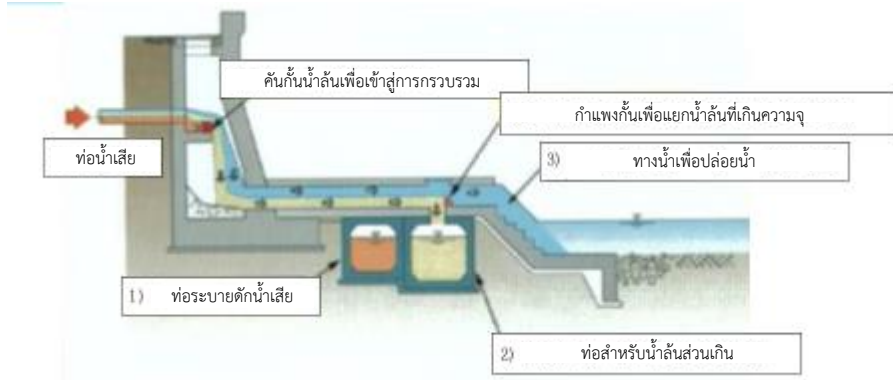 คันกั้นน้ำล้นเพื่อเข้าสู่การกรวบรวม
กำแพงกั้นเพื่อแยกน้ำล้นที่เกินความจุ
ท่อน้ำเสีย
3) ทางน้ำเพื่อปล่อยน้ำ
1) ท่อระบายดักน้ำเสีย
2) ท่อสำหรับน้ำล้นส่วนเกิน